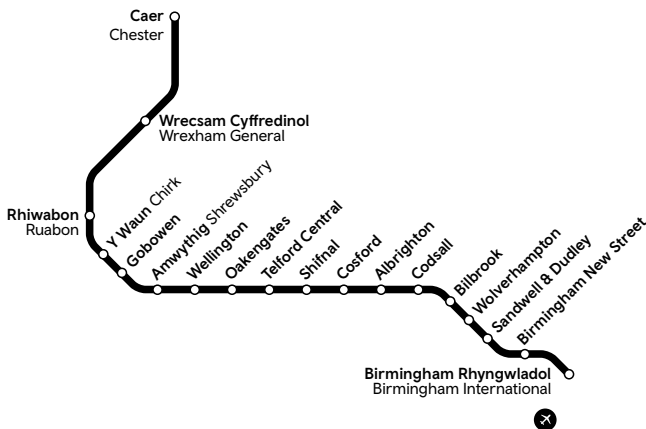 Caer
Chester
Wrecsam Cyffredinol
Wrexham General
Rhiwabon
Ruabon
Y Waun Chirk
Gobowen
Amwythig Shrewsbury
Wellington
Oakengates
Telford Central
Shifnal
Cosford
Albrighton
Codsall
Bilbrook
Wolverhampton
Sandwell & Dudley
Birmingham New Street
Birmingham Rhyngwladol
Birmingham International